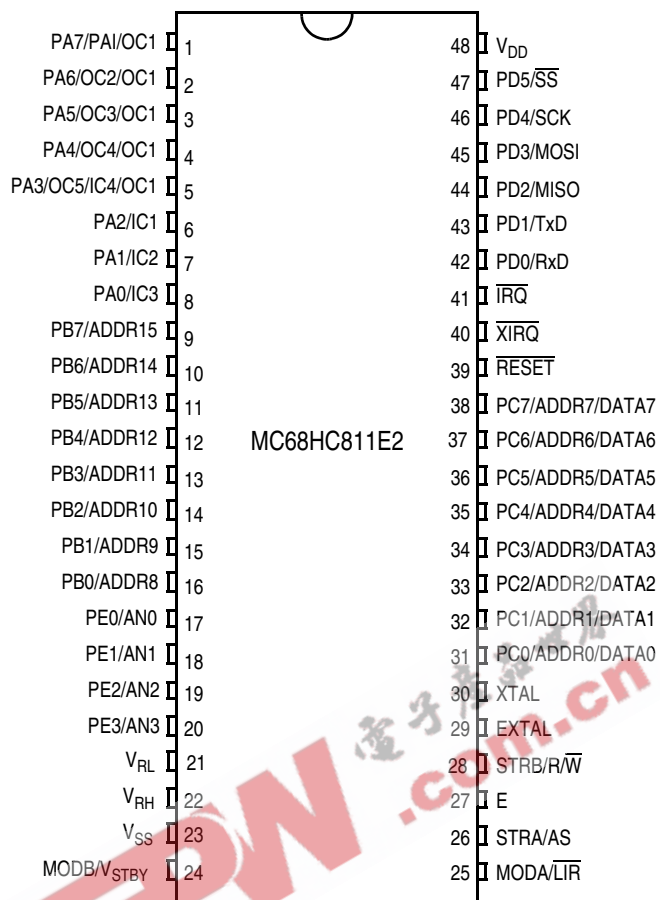 PA7/PAI/OC1 1
PA6/OC2/OC1 2
PA5/OC3/OC1 3
PA4/OC4/OC1 4
PA3/OC5/IC4/OC1 5
PA2/IC1 6
PA1/IC2 7
PA0/IC3 8
PB7/ADDR15 9
PB6/ADDR14 10
PB5/ADDR13 11
PB4/ADDR12 12
PB3/ADDR11 13
PB2/ADDR10 14
PB1/ADDR9 15
PB0/ADDR8 16
PE0/AN0 17
PE1/AN1 18
PE2/AN2 19
PE3/AN3 20
VRL 21
VRH 22
VSS 23
MODB/VSTBY 24
MC68HC811E2
48 VDD
47 PD5/SS
46 PD4/SCK
45 PD3/MOSI
44 PD2/MISO
43 PD1/TxD
42 PD0/RxD
41 IRQ
40 XIRQ
39 RESET
38 PC7/ADDR7/DATA7
37 PC6/ADDR6/DATA6
36 PC5/ADDR5/DATA5
35 PC4/ADDR4/DATA4
34 PC3/ADDR3/DATA3
33 PC2/ADDR2/DATA2
32 PC1/ADDR1/DATA1
31 PC0/ADDR0/DATA0
30 XTAL
29 EXTAL
28 STRB/R/W
27 E
26 STRA/AS
25 MODA/LIR
電子產品世界
.com.cn